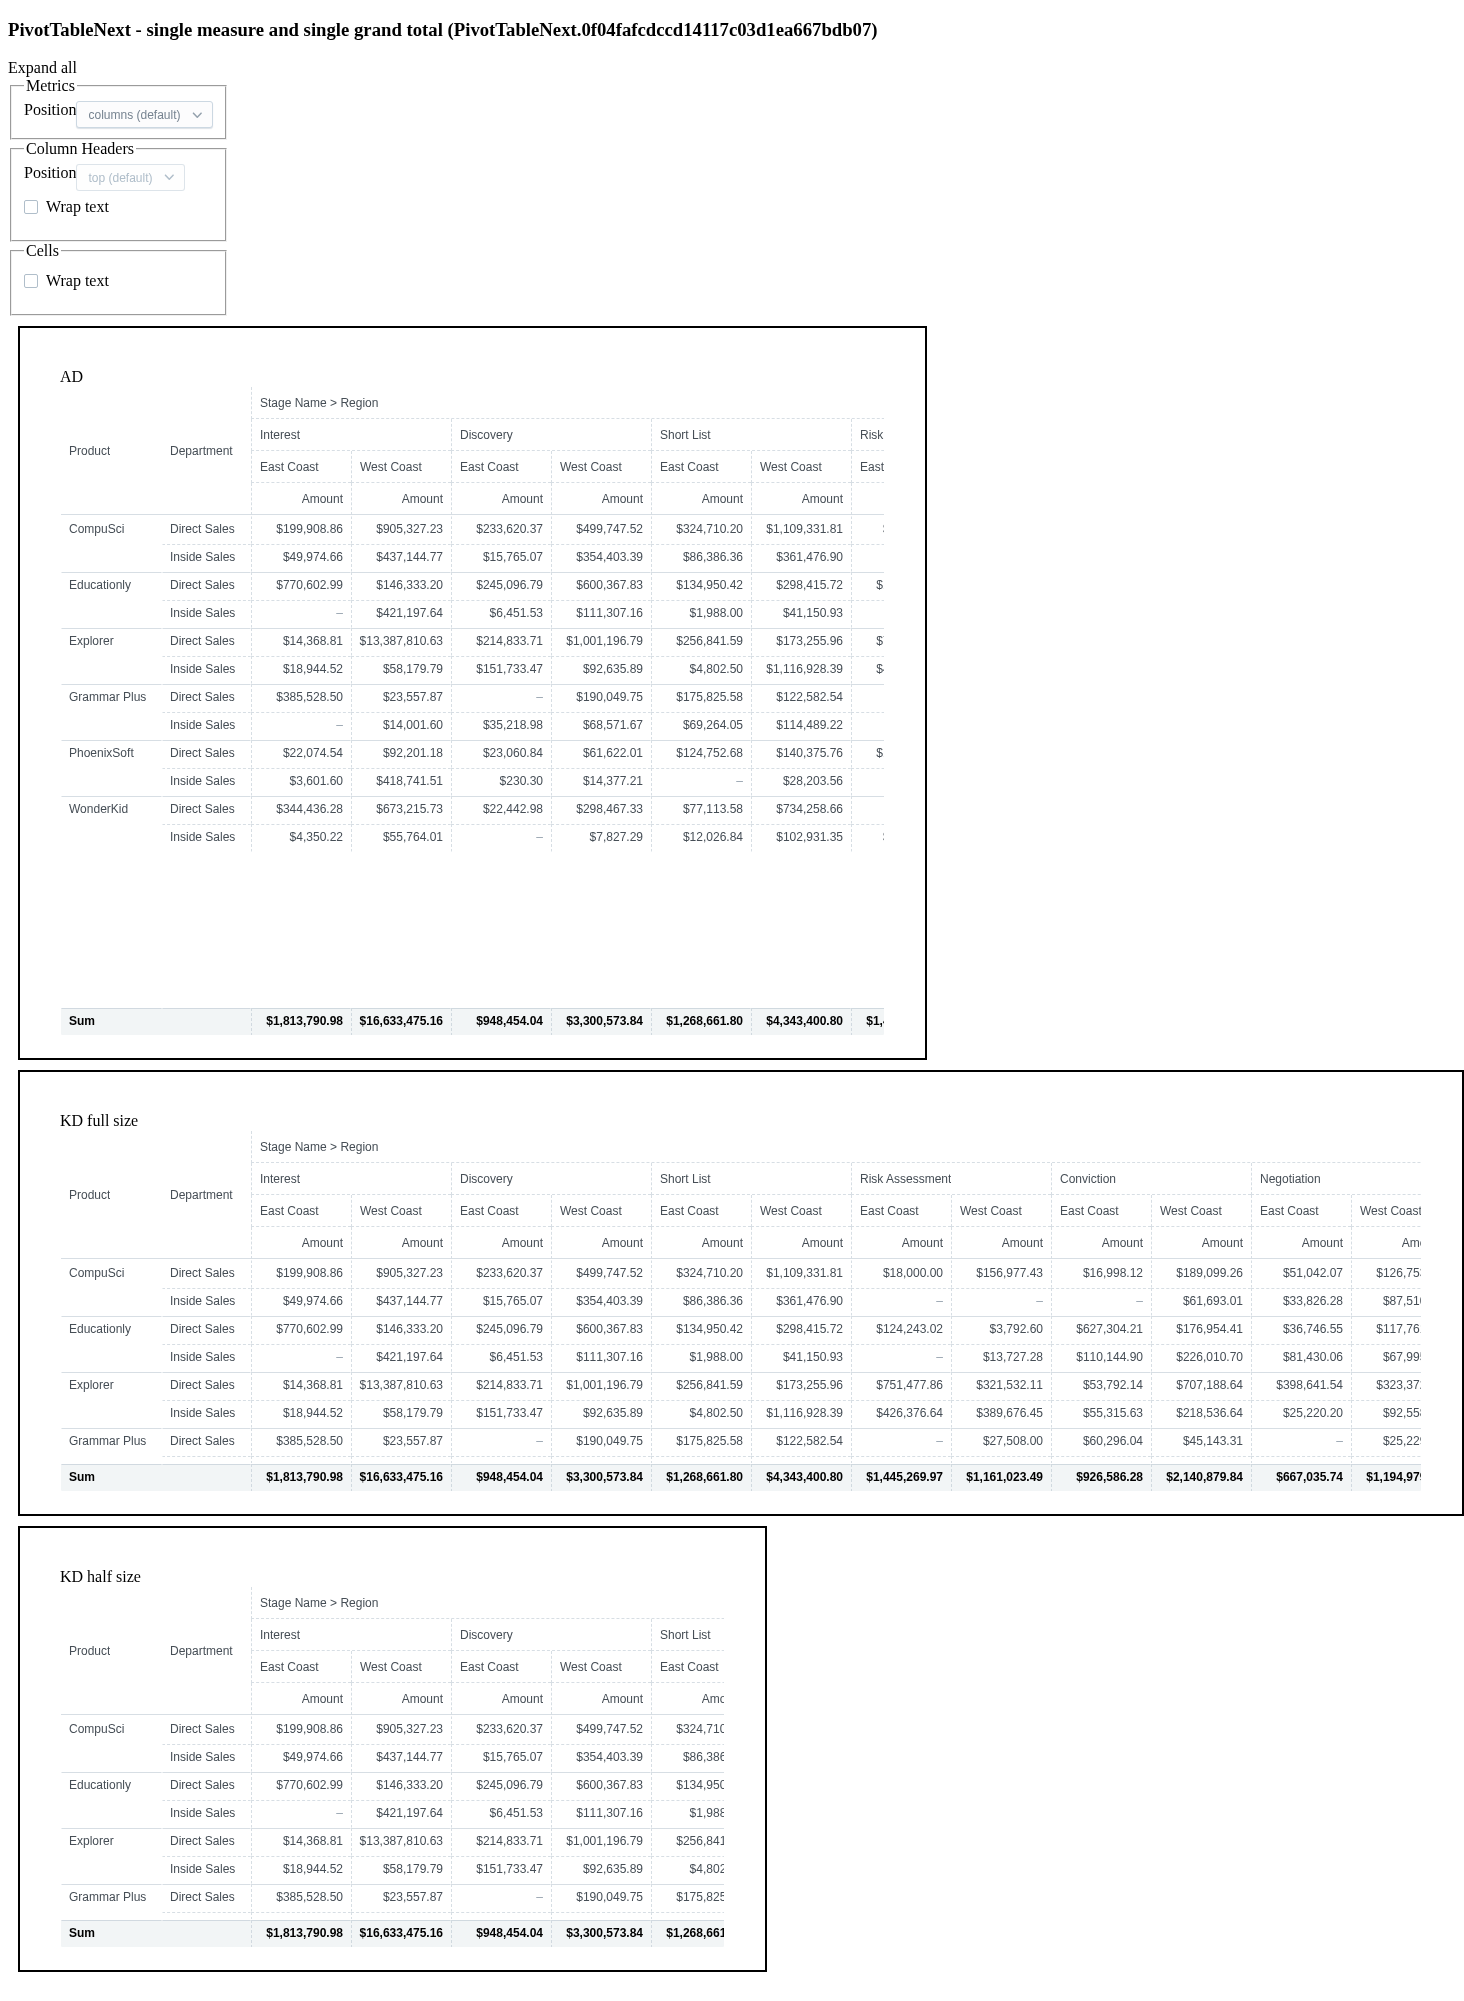 PivotTableNext - single measure and single grand total (PivotTableNext.0f04fafcdccd14117c03d1ea667bdb07)
Expand all
Metrics
Position columns (default)
Column Headers
Position top (default)
Wrap text
Cells
Wrap text
AD
Stage Name > Region
Interest Discovery Short List Risk
Product Department
East Coast West Coast East Coast West Coast East Coast West Coast East
Amount Amount Amount Amount Amount Amount
CompuSci Direct Sales $199,908.86 $905,327.23 $233,620.37 $499,747.52 $324,710.20 $1,109,331.81
Inside Sales $49,974.66 $437,144.77 $15,765.07 $354,403.39 $86,386.36 $361,476.90
Educationly Direct Sales $770,602.99 $146,333.20 $245,096.79 $600,367.83 $134,950.42 $298,415.72 $
Inside Sales – $421,197.64 $6,451.53 $111,307.16 $1,988.00 $41,150.93
Explorer Direct Sales $14,368.81 $13,387,810.63 $214,833.71 $1,001,196.79 $256,841.59 $173,255.96 $
Inside Sales $18,944.52 $58,179.79 $151,733.47 $92,635.89 $4,802.50 $1,116,928.39 $
Grammar Plus Direct Sales $385,528.50 $23,557.87 – $190,049.75 $175,825.58 $122,582.54
Inside Sales – $14,001.60 $35,218.98 $68,571.67 $69,264.05 $114,489.22
PhoenixSoft Direct Sales $22,074.54 $92,201.18 $23,060.84 $61,622.01 $124,752.68 $140,375.76 $
Inside Sales $3,601.60 $418,741.51 $230.30 $14,377.21 – $28,203.56
WonderKid Direct Sales $344,436.28 $673,215.73 $22,442.98 $298,467.33 $77,113.58 $734,258.66
Inside Sales $4,350.22 $55,764.01 – $7,827.29 $12,026.84 $102,931.35
Sum $1,813,790.98 $16,633,475.16 $948,454.04 $3,300,573.84 $1,268,661.80 $4,343,400.80 $1,
KD full size
Stage Name > Region
Interest Discovery Short List Risk Assessment Conviction Negotiation
Product Department
East Coast West Coast East Coast West Coast East Coast West Coast East Coast West Coast East Coast West Coast East Coast West Coast
Amount Amount Amount Amount Amount Amount Amount Amount Amount Amount Amount Am
CompuSci Direct Sales $199,908.86 $905,327.23 $233,620.37 $499,747.52 $324,710.20 $1,109,331.81 $18,000.00 $156,977.43 $16,998.12 $189,099.26 $51,042.07 $126,75
Inside Sales $49,974.66 $437,144.77 $15,765.07 $354,403.39 $86,386.36 $361,476.90 – – – $61,693.01 $33,826.28 $87,51
Educationly Direct Sales $770,602.99 $146,333.20 $245,096.79 $600,367.83 $134,950.42 $298,415.72 $124,243.02 $3,792.60 $627,304.21 $176,954.41 $36,746.55 $117,76
Inside Sales – $421,197.64 $6,451.53 $111,307.16 $1,988.00 $41,150.93 – $13,727.28 $110,144.90 $226,010.70 $81,430.06 $67,99
Explorer Direct Sales $14,368.81 $13,387,810.63 $214,833.71 $1,001,196.79 $256,841.59 $173,255.96 $751,477.86 $321,532.11 $53,792.14 $707,188.64 $398,641.54 $323,37
Inside Sales $18,944.52 $58,179.79 $151,733.47 $92,635.89 $4,802.50 $1,116,928.39 $426,376.64 $389,676.45 $55,315.63 $218,536.64 $25,220.20 $92,55
Grammar Plus Direct Sales $385,528.50 $23,557.87 – $190,049.75 $175,825.58 $122,582.54 – $27,508.00 $60,296.04 $45,143.31 – $25,22
Sum $1,813,790.98 $16,633,475.16 $948,454.04 $3,300,573.84 $1,268,661.80 $4,343,400.80 $1,445,269.97 $1,161,023.49 $926,586.28 $2,140,879.84 $667,035.74 $1,194,97
KD half size
Stage Name > Region
Interest Discovery Short List
Product Department
East Coast West Coast East Coast West Coast East Coast
Amount Amount Amount Amount Amo
CompuSci Direct Sales $199,908.86 $905,327.23 $233,620.37 $499,747.52 $324,710
Inside Sales $49,974.66 $437,144.77 $15,765.07 $354,403.39 $86,386
Educationly Direct Sales $770,602.99 $146,333.20 $245,096.79 $600,367.83 $134,950
Inside Sales – $421,197.64 $6,451.53 $111,307.16 $1,988
Explorer Direct Sales $14,368.81 $13,387,810.63 $214,833.71 $1,001,196.79 $256,841
Inside Sales $18,944.52 $58,179.79 $151,733.47 $92,635.89 $4,802
Grammar Plus Direct Sales $385,528.50 $23,557.87 – $190,049.75 $175,825
Sum $1,813,790.98 $16,633,475.16 $948,454.04 $3,300,573.84 $1,268,661